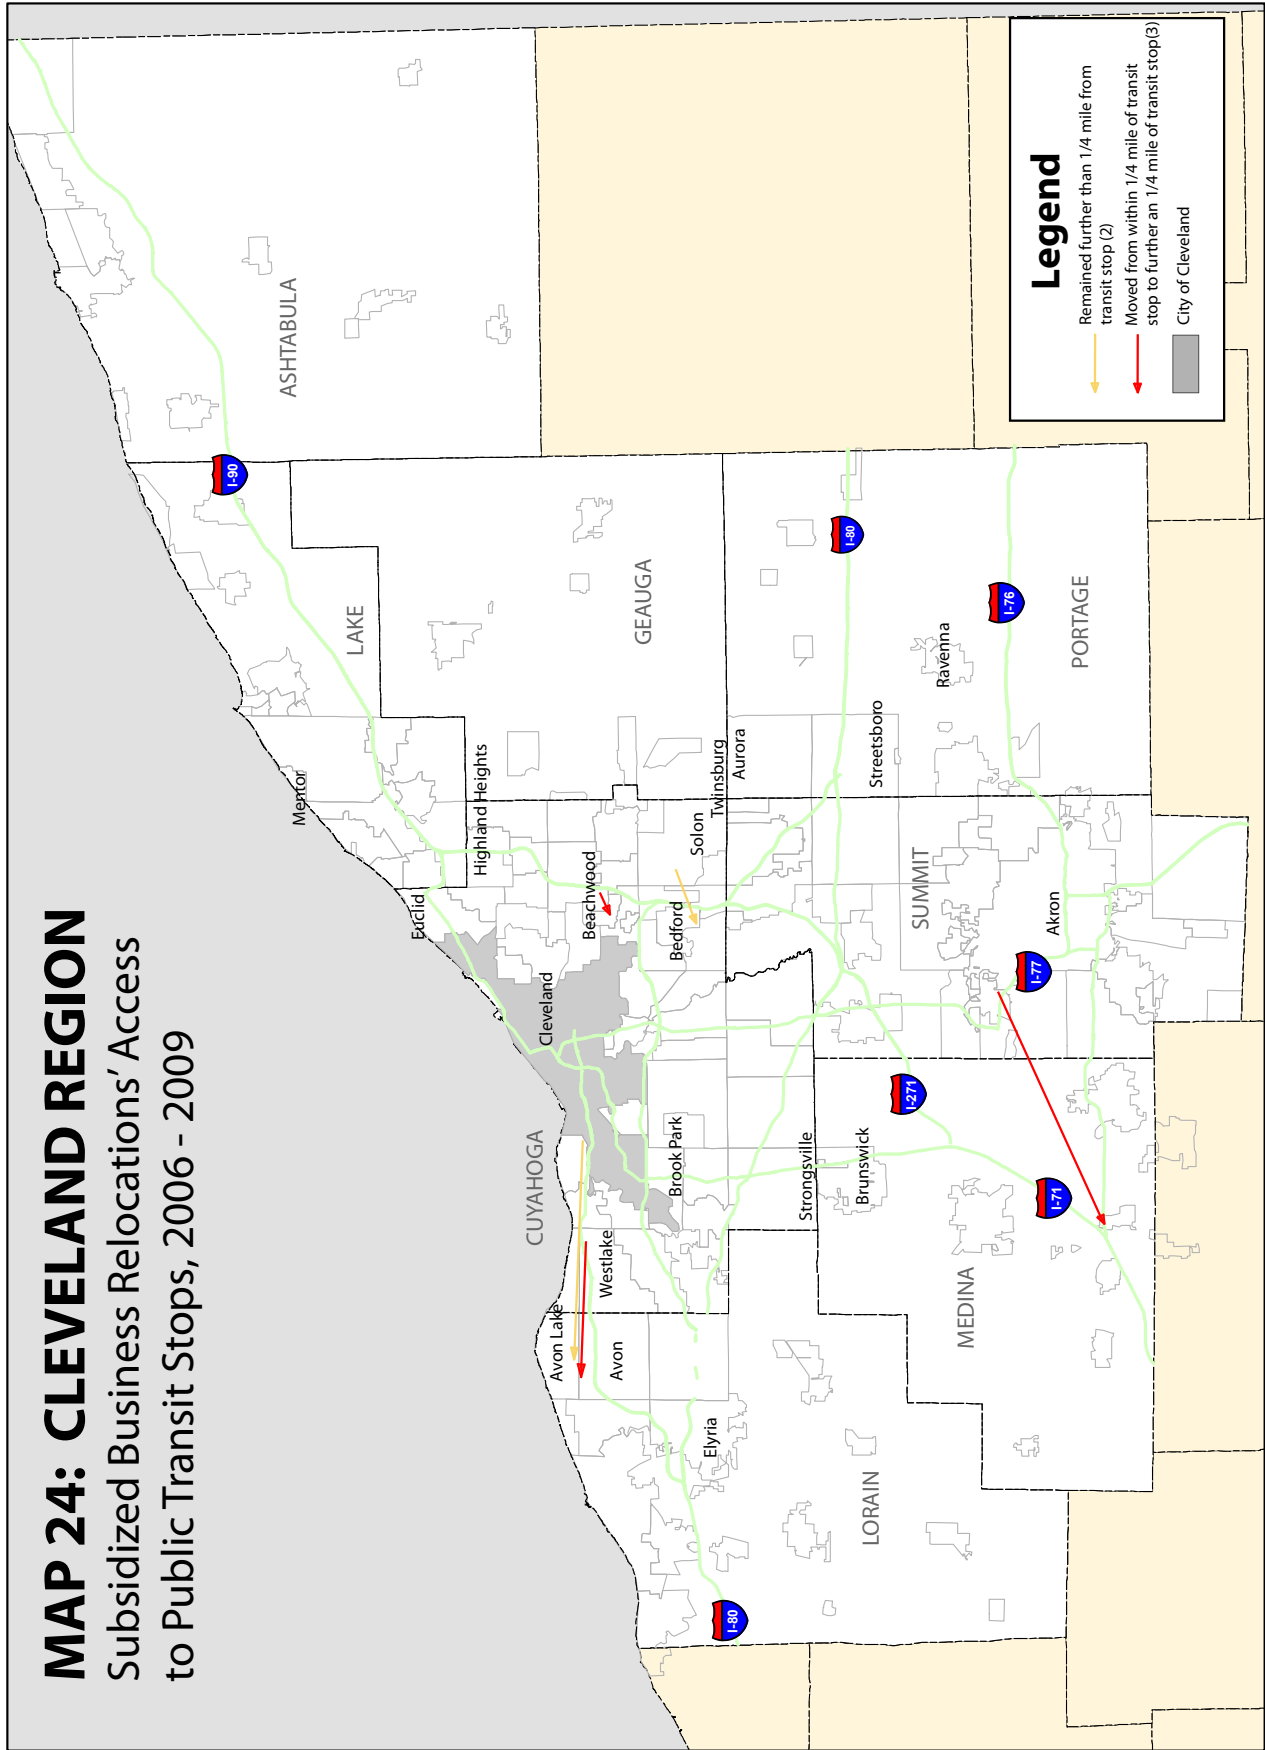 MAP 24: CLEVELAND REGION
Subsidized Business Relocations' Access
to Public Transit Stops, 2006 - 2009
ASHTABULA
I-90
LAKE
Mentor
GEAUGA
Highland Heights
Euclid
Beachwood
Cleveland
CUYAHOGA
Solon
Bedford
Twinsburg
Aurora
I-80
Streetsboro
Ravenna
I-76
PORTAGE
SUMMIT
Akron
I-77
Brook Park
Strongsville
Brunswick
I-271
I-71
MEDINA
Westlake
Avon Lake
Avon
Elyria
LORAIN
I-80
Legend
Remained further than 1/4 mile from
transit stop (2)
Moved from within 1/4 mile of transit
stop to further an 1/4 mile of transit stop(3)
City of Cleveland